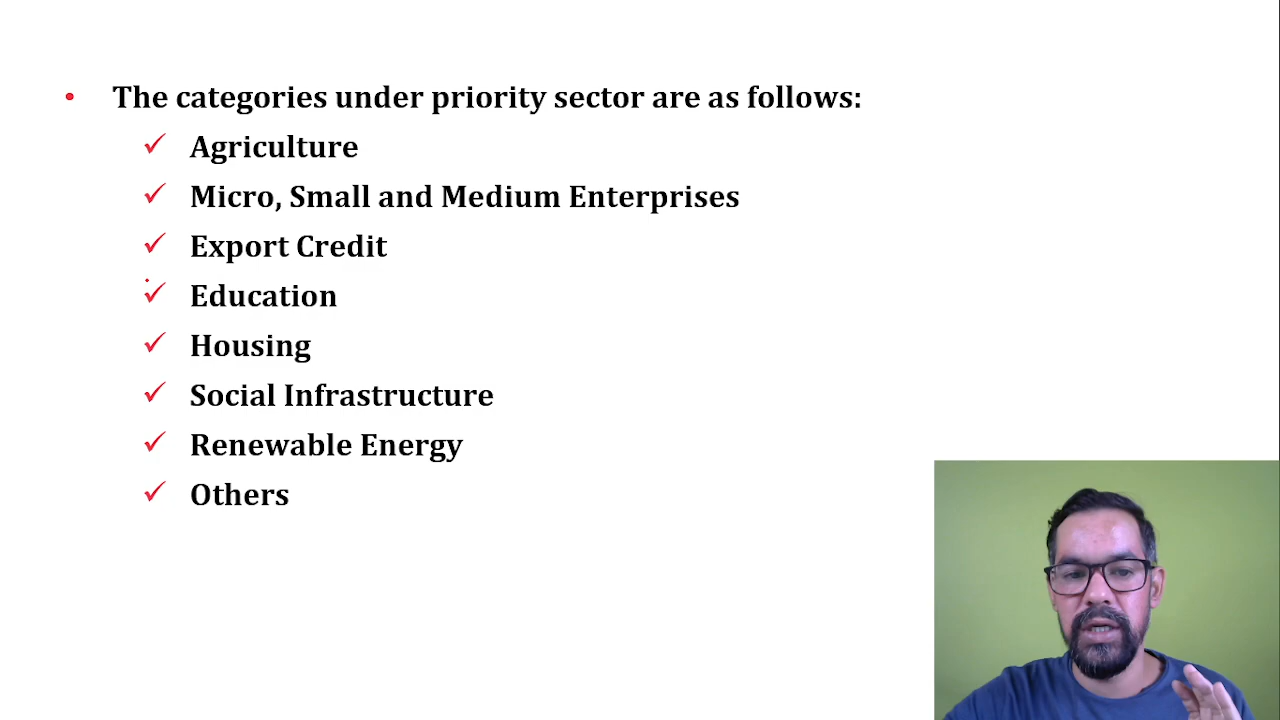 The categories under priority sector are as follows:
Agriculture
Micro, Small and Medium Enterprises
Export Credit
Education
Housing
Social Infrastructure
Renewable Energy
Others